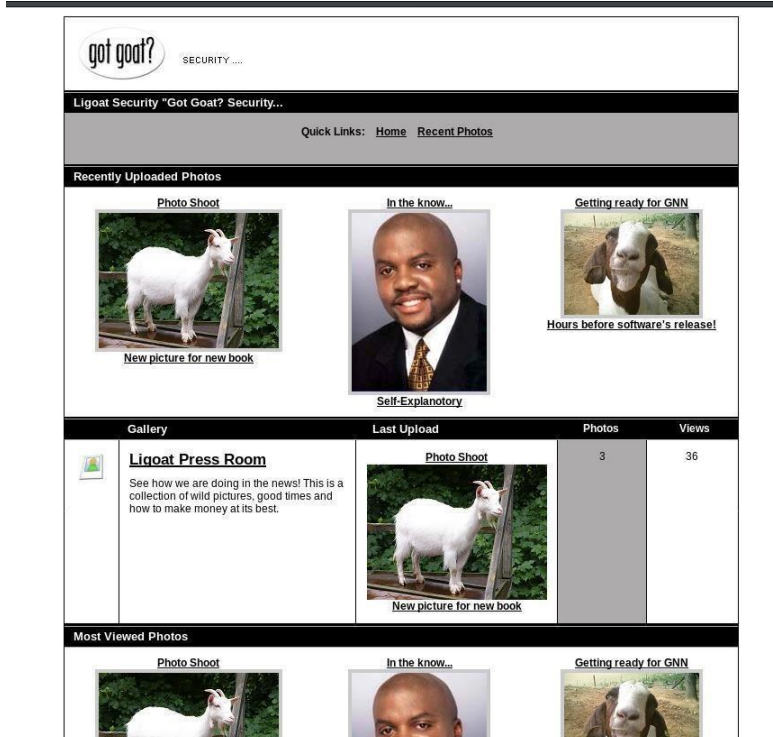 got goat?
SECURITY ....
Ligoat Security "Got Goat? Security...
Quick Links: Home Recent Photos
Recently Uploaded Photos
Photo Shoot
New picture for new book
In the know...
Self-Explanotory
Getting ready for GNN
Hours before software's release!
Gallery Last Upload Photos Views
Ligoat Press Room
See how we are doing in the news! This is a
collection of wild pictures, good times and
how to make money at its best.
Photo Shoot
New picture for new book
3
36
Most Viewed Photos
Photo Shoot
In the know...
Getting ready for GNN